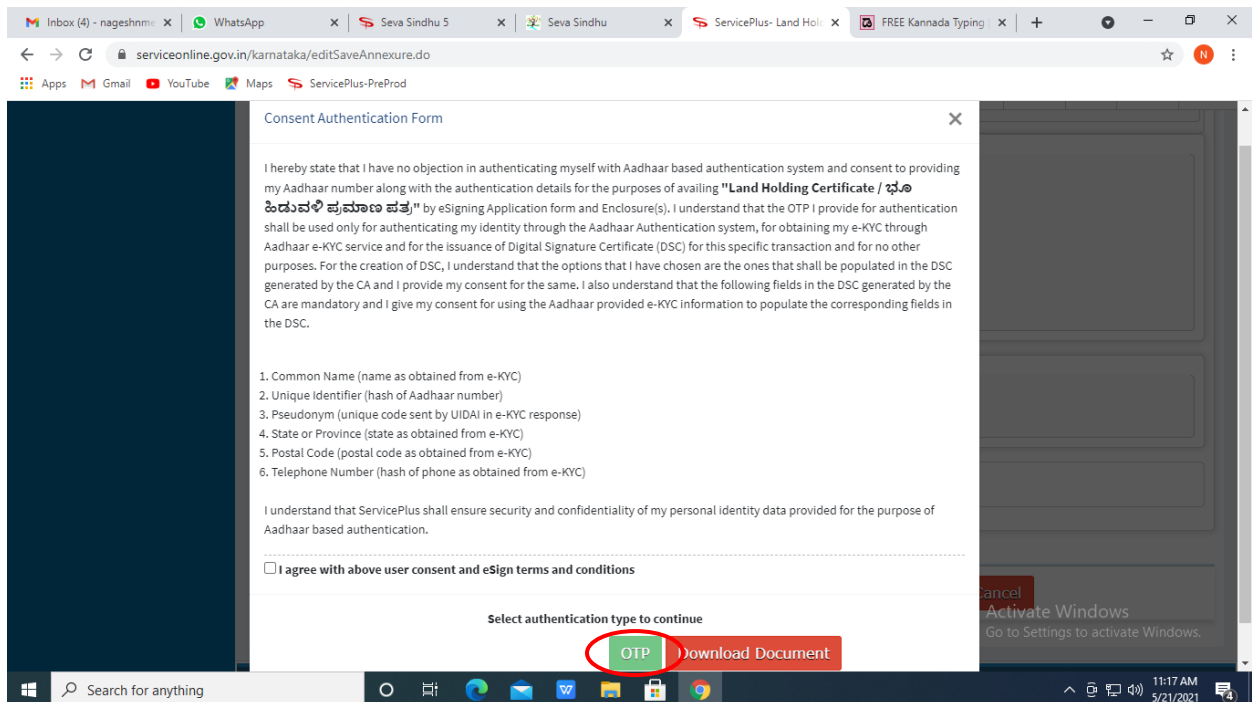 Inbox (4) - nageshnme
WhatsApp
Seva Sindhu 5
Seva Sindhu
ServicePlus- Land Hold
FREE Kannada Typing
serviceonline.gov.in/karnataka/editSaveAnnexure.do
N
Apps
Gmail
YouTube
Maps
ServicePlus-PreProd
Consent Authentication Form
I hereby state that I have no objection in authenticating myself with Aadhaar based authentication system and consent to providing
my Aadhaar number along with the authentication details for the purposes of availing "Land Holding Certificate / ಭೂ
ಹಿಡುವಳಿ ಪ್ರಮಾಣ ಪತ್ರ" by eSigning Application form and Enclosure(s). I understand that the OTP I provide for authentication
shall be used only for authenticating my identity through the Aadhaar Authentication system, for obtaining my e-KYC through
Aadhaar e-KYC service and for the issuance of Digital Signature Certificate (DSC) for this specific transaction and for no other
purposes. For the creation of DSC, I understand that the options that I have chosen are the ones that shall be populated in the DSC
generated by the CA and I provide my consent for the same. I also understand that the following fields in the DSC generated by the
CA are mandatory and I give my consent for using the Aadhaar provided e-KYC information to populate the corresponding fields in
the DSC.
1. Common Name (name as obtained from e-KYC)
2. Unique Identifier (hash of Aadhaar number)
3. Pseudonym (unique code sent by UIDAI in e-KYC response)
4. State or Province (state as obtained from e-KYC)
5. Postal Code (postal code as obtained from e-KYC)
6. Telephone Number (hash of phone as obtained from e-KYC)
I understand that ServicePlus shall ensure security and confidentiality of my personal identity data provided for the purpose of
Aadhaar based authentication.
I agree with above user consent and eSign terms and conditions
Select authentication type to continue
OTP
Download Document
Cancel
Activate Windows
Go to Settings to activate Windows.
Search for anything
11:17 AM
5/21/2021
4